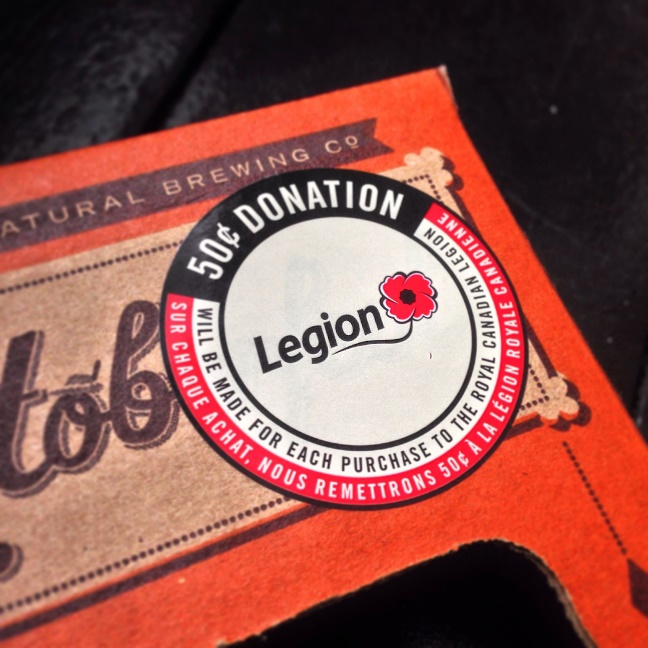 ATURAL BREWING CO
50¢ DONATION
WILL BE MADE FOR EACH PURCHASE TO THE ROYAL CANADIAN LEGION
SUR CHAQUE ACHAT, NOUS REMETTRONS 50¢ À LA LÉGION ROYALE CANADIENNE
Legion